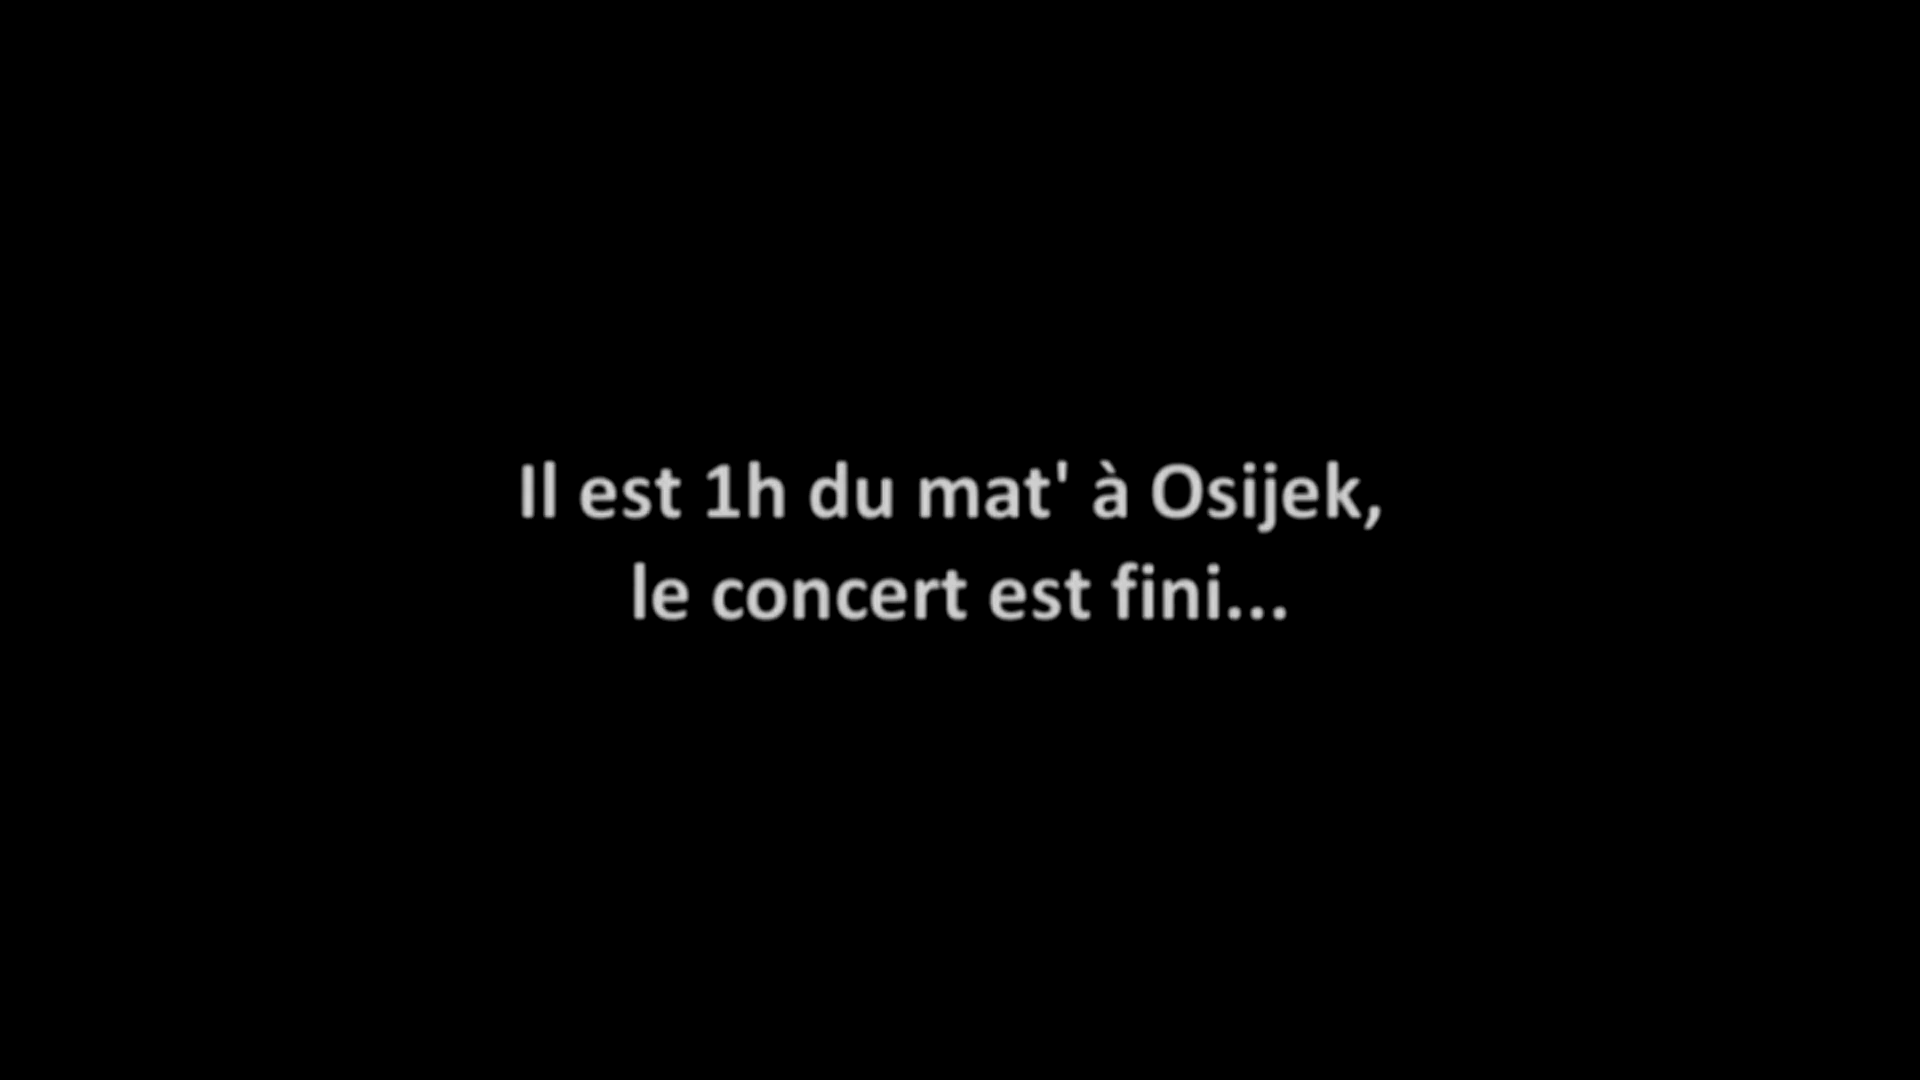 Il est 1h du mat' à Osijek,
le concert est fini...